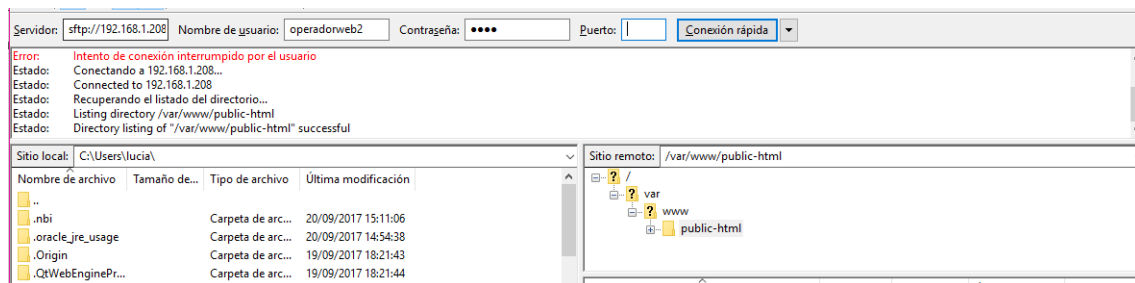 Servidor: sftp://192.168.1.208 Nombre de usuario: operadorweb2 Contraseña: ●●●● Puerto: Conexión rápida
Error: Intento de conexión interrumpido por el usuario
Estado: Conectando a 192.168.1.208...
Estado: Connected to 192.168.1.208
Estado: Recuperando el listado del directorio...
Estado: Listing directory /var/www/public-html
Estado: Directory listing of "/var/www/public-html" successful
Sitio local: C:\Users\lucia\ Sitio remoto: /var/www/public-html
Nombre de archivo Tamaño de... Tipo de archivo Última modificación
? /
..
? var
.nbi Carpeta de arc... 20/09/2017 15:11:06
? www
.oracle_jre_usage Carpeta de arc... 20/09/2017 14:54:38
public-html
.Origin Carpeta de arc... 19/09/2017 18:21:43
.QtWebEnginePr... Carpeta de arc... 19/09/2017 18:21:44